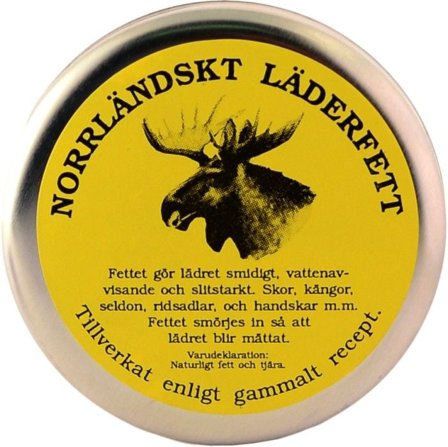 NORRLÄNDSKT LÄDERFETT
Fettet gör lädret smidigt, vattenav-
visande och slitstarkt. Skor, kängor,
seldon, ridsadlar, och handskar m.m.
Fettet smörjes in så att
lädret blir mättat.
Varudeklaration:
Naturligt fett och tjära.
Tillverkat enligt gammalt recept.